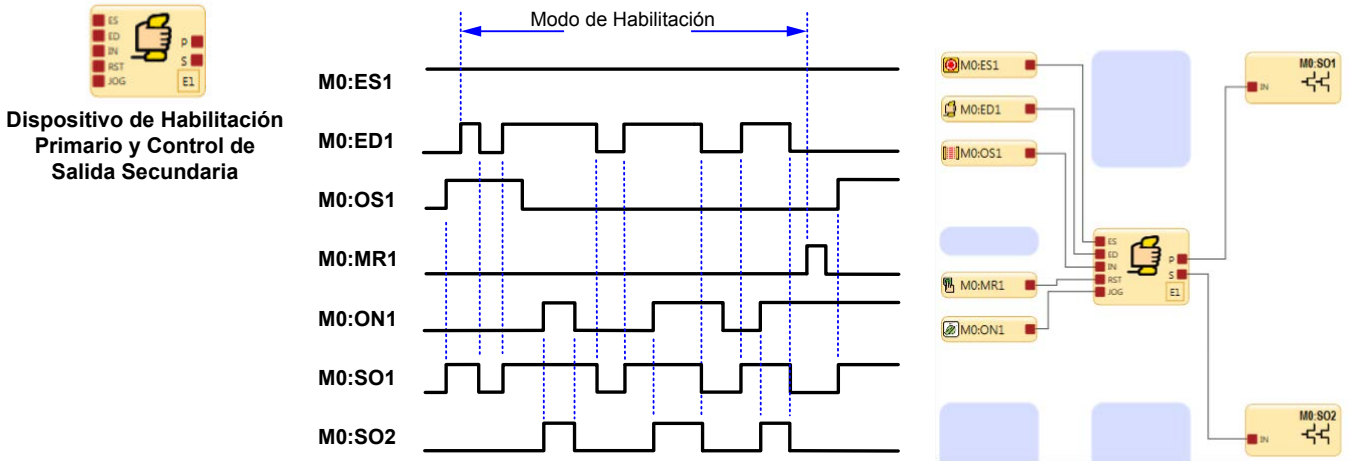 ES
ED
IN
RST
JOG
P
S
E1
Dispositivo de Habilitación
Primario y Control de
Salida Secundaria
Modo de Habilitación
M0:ES1
M0:ED1
M0:OS1
M0:MR1
M0:ON1
M0:SO1
M0:SO2
M0:ES1
M0:ED1
M0:OS1
M0:MR1
M0:ON1
ES
ED
IN
RST
JOG
P
S
E1
M0:SO1
IN
M0:SO2
IN